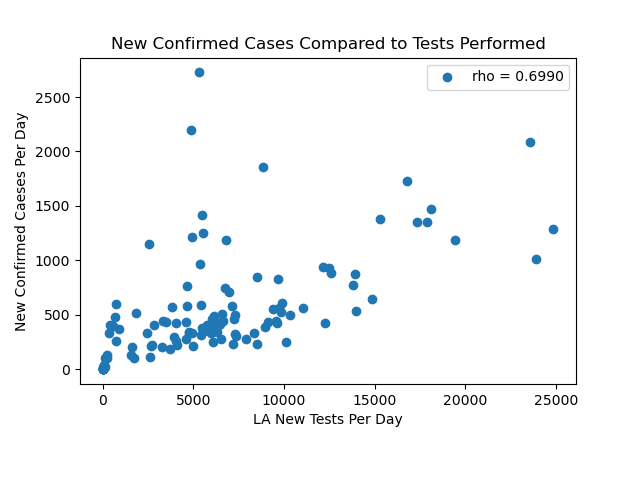 New Confirmed Cases Compared to Tests Performed
rho = 0.6990
New Confirmed Caeses Per Day
2500
2000
1500
1000
500
0
0 5000 10000 15000 20000 25000
LA New Tests Per Day